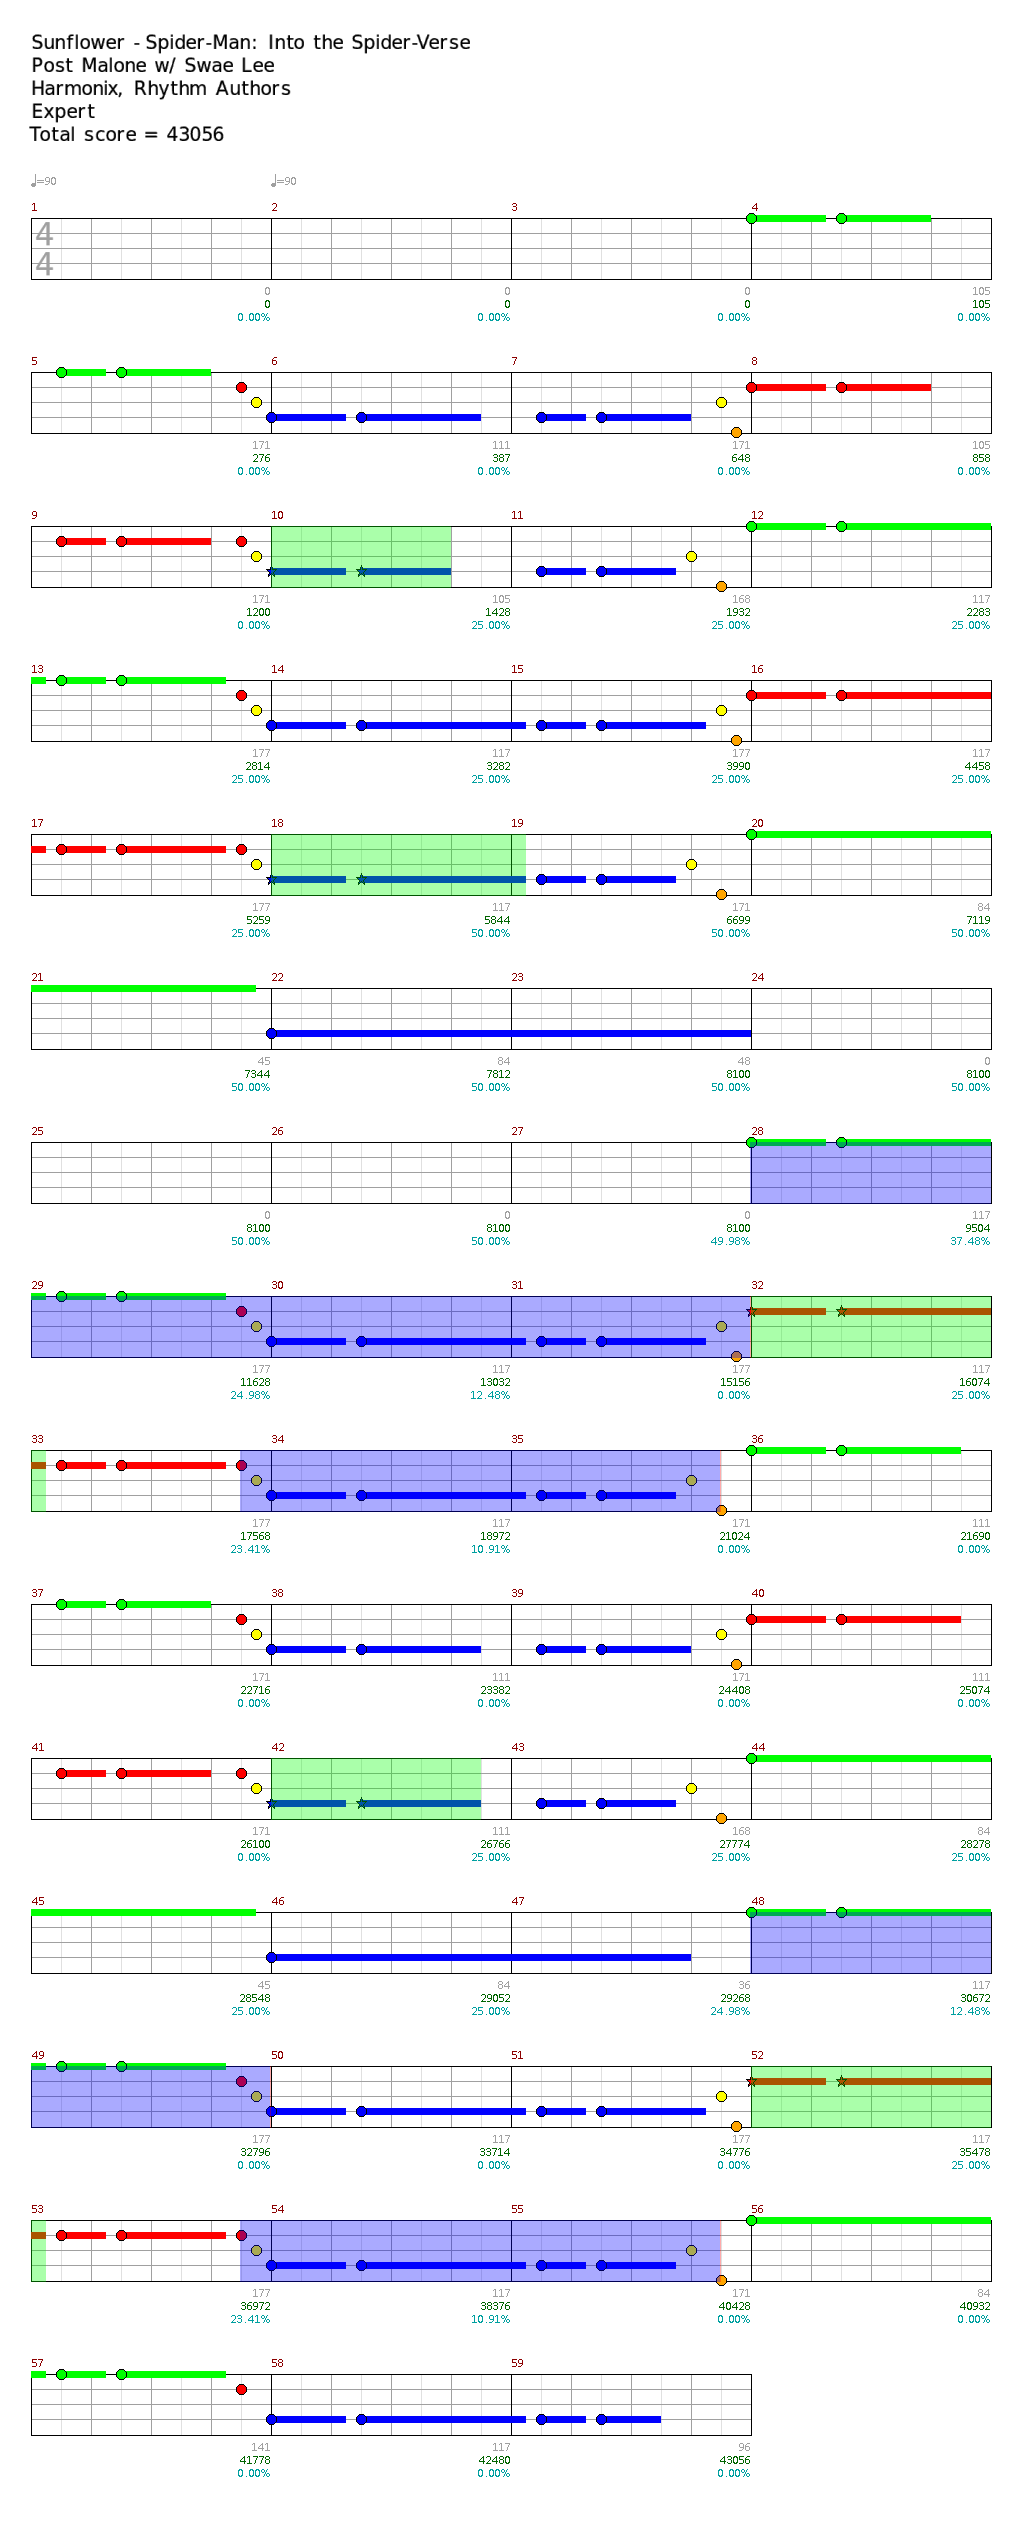 Sunflower - Spider-Man: Into the Spider-Verse
Post Malone w/ Swae Lee
Harmonix, Rhythm Authors
Expert
Total score = 43056
♩=90 ♩=90
1 2 3 4
4
4
0 0 0 105
0 0 0 105
0.00% 0.00% 0.00% 0.00%
5 6 7 8
171 111 171 105
276 387 648 858
0.00% 0.00% 0.00% 0.00%
9 10 11 12
171 105 168 117
1200 1428 1932 2283
0.00% 25.00% 25.00% 25.00%
13 14 15 16
177 117 177 117
2814 3282 3990 4458
25.00% 25.00% 25.00% 25.00%
17 18 19 20
177 117 171 84
5259 5844 6699 7119
25.00% 50.00% 50.00% 50.00%
21 22 23 24
45 84 48 0
7344 7812 8100 8100
50.00% 50.00% 50.00% 50.00%
25 26 27 28
0 0 0 117
8100 8100 8100 9504
50.00% 50.00% 49.98% 37.48%
29 30 31 32
177 117 177 117
11628 13032 15156 16074
24.98% 12.48% 0.00% 25.00%
33 34 35 36
177 117 171 111
17568 18972 21024 21690
23.41% 10.91% 0.00% 0.00%
37 38 39 40
171 111 171 111
22716 23382 24408 25074
0.00% 0.00% 0.00% 0.00%
41 42 43 44
171 111 168 84
26100 26766 27774 28278
0.00% 25.00% 25.00% 25.00%
45 46 47 48
45 84 36 117
28548 29052 29268 30672
25.00% 25.00% 24.98% 12.48%
49 50 51 52
177 117 177 117
32796 33714 34776 35478
0.00% 0.00% 0.00% 25.00%
53 54 55 56
177 117 171 84
36972 38376 40428 40932
23.41% 10.91% 0.00% 0.00%
57 58 59
141 117 96
41778 42480 43056
0.00% 0.00% 0.00%